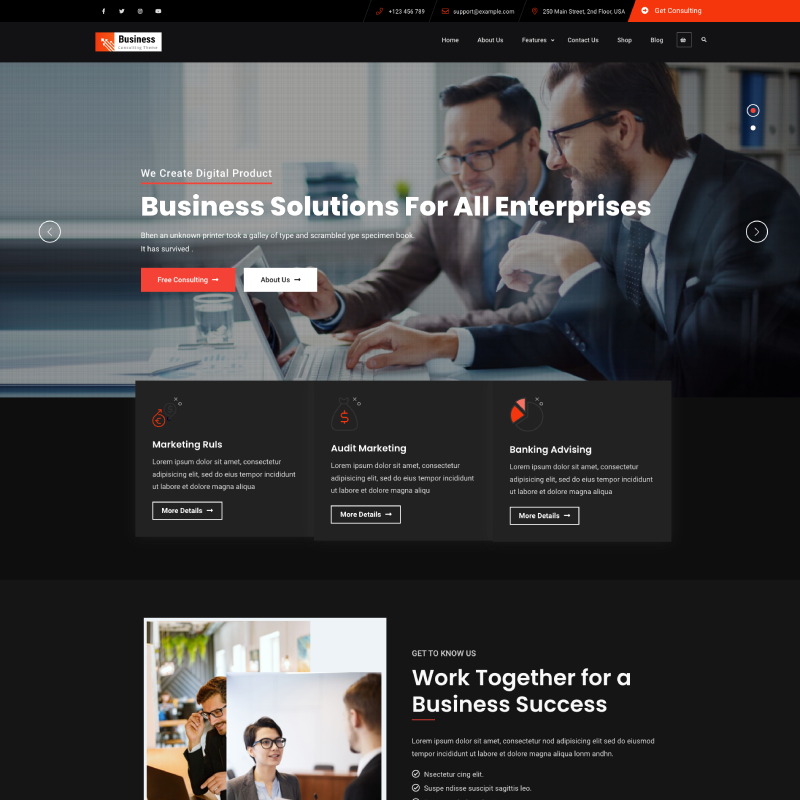 +123 456 789
support@example.com
250 Main Street, 2nd Floor, USA
Get Consulting
Business
Consulting Theme
Home
About Us
Features
Contact Us
Shop
Blog
We Create Digital Product
Business Solutions For All Enterprises
Bhen an unknown printer took a galley of type and scrambled ype specimen book.
It has survived .
Free Consulting
About Us
Marketing Ruls
Lorem ipsum dolor sit amet, consectetur
adipisicing elit, sed do eius tempor incididunt
ut labore et dolore magna aliqua
More Details
Audit Marketing
Lorem ipsum dolor sit amet, consectetur
adipisicing elit, sed do eius tempor incididunt
ut labore et dolore magna aliqu
More Details
Banking Advising
Lorem ipsum dolor sit amet, consectetur
adipisicing elit, sed do eius tempor incididunt
ut labore et dolore magna aliqua
More Details
GET TO KNOW US
Work Together for a
Business Success
Lorem ipsum dolor sit amet, consectetur nod adipisicing elit do eiusmod
tempor incididunt ut labore et dolore magna aliqua lonm andhn.
Nsectetur cing elit.
Suspe ndisse suscipit sagittis leo.